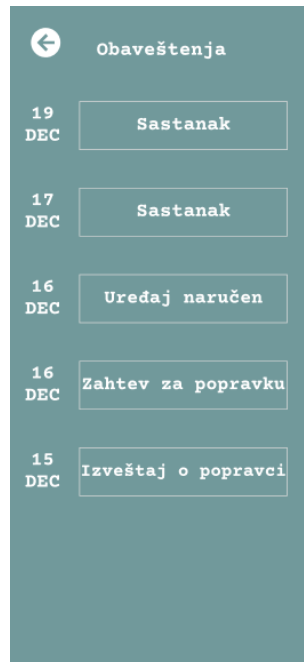 Obaveštenja
19
DEC
Sastanak
17
DEC
Sastanak
16
DEC
Uređaj naručen
16
DEC
Zahtev za popravku
15
DEC
Izveštaj o popravci